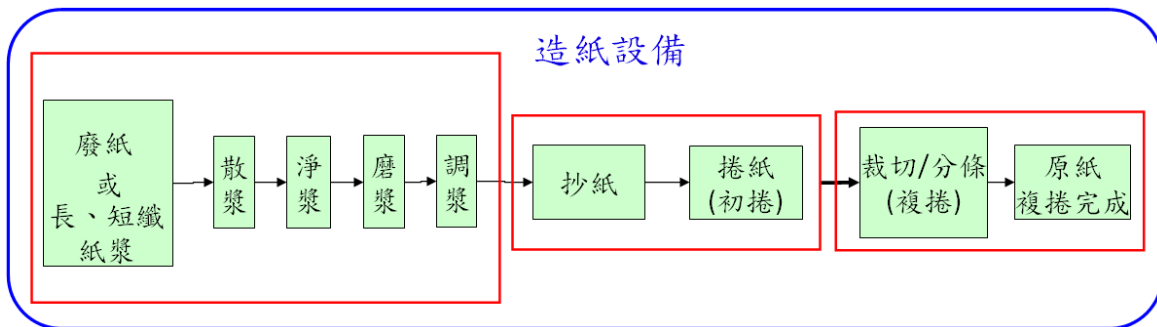 造紙設備
廢紙
或
長、短纖
紙漿
散
漿
淨
漿
磨
漿
調
漿
抄紙
捲紙
(初捲)
裁切/分條
(複捲)
原紙
複捲完成